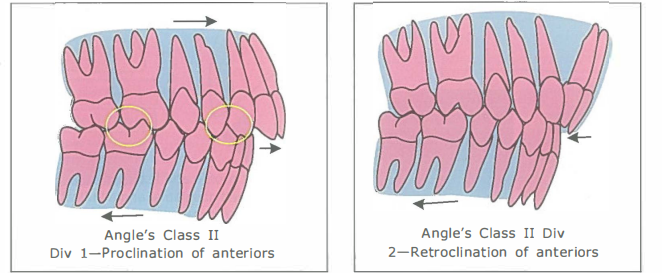 Angle's Class II
Div 1—Proclination of anteriors
Angle's Class II Div
2—Retroclination of anteriors